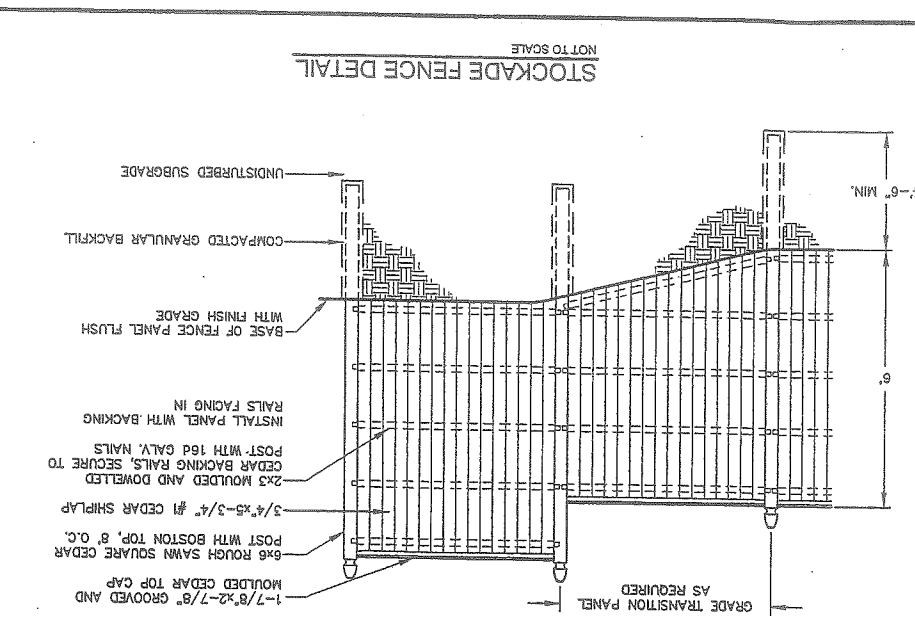 GRADE TRANSITION PANEL
AS REQUIRED
1-7/8"x2-7/8" GROOVED AND
MOULDED CEDAR TOP CAP
6x6 ROUGH SAWN SQUARE CEDAR
POST WITH BOSTON TOP, 8' O.C.
3/4"x5-3/4" #1 CEDAR SHIPLAP
2x3 MOULDED AND DOWELLED
CEDAR BACKING RAILS, SECURE TO
POST WITH 16d GALV. NAILS
INSTALL PANEL WITH BACKING
RAILS FACING IN
6'
BASE OF FENCE PANEL FLUSH
WITH FINISH GRADE
COMPACTED GRANULAR BACKFILL
'-6" MIN.
UNDISTURBED SUBGRADE
STOCKADE FENCE DETAIL
NOT TO SCALE